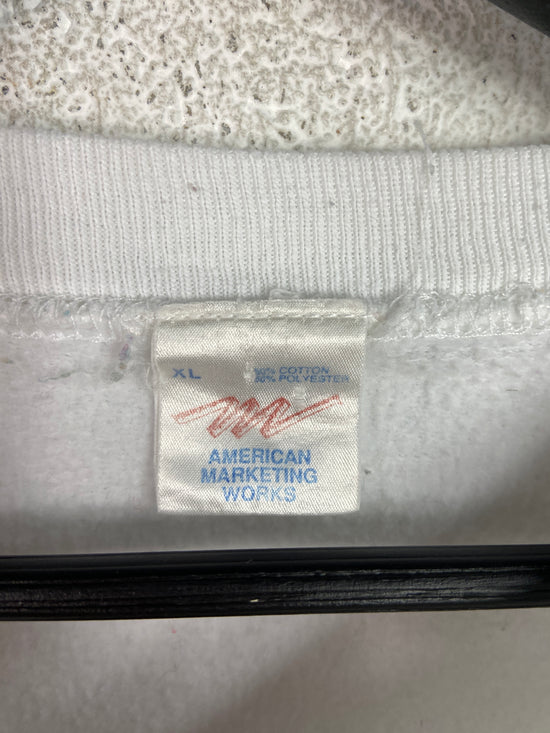 XL
50% COTTON
50% POLYESTER
AMERICAN
MARKETING
WORKS